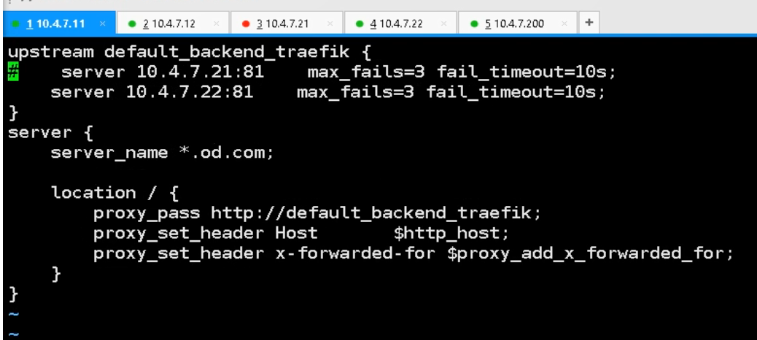 1 10.4.7.11 × 2 10.4.7.12 × 3 10.4.7.21 × 4 10.4.7.22 × 5 10.4.7.200 × +
upstream default_backend_traefik {
#    server 10.4.7.21:81    max_fails=3 fail_timeout=10s;
    server 10.4.7.22:81    max_fails=3 fail_timeout=10s;
}
server {
    server_name *.od.com;

    location / {
        proxy_pass http://default_backend_traefik;
        proxy_set_header Host       $http_host;
        proxy_set_header x-forwarded-for $proxy_add_x_forwarded_for;
    }
}
~
~